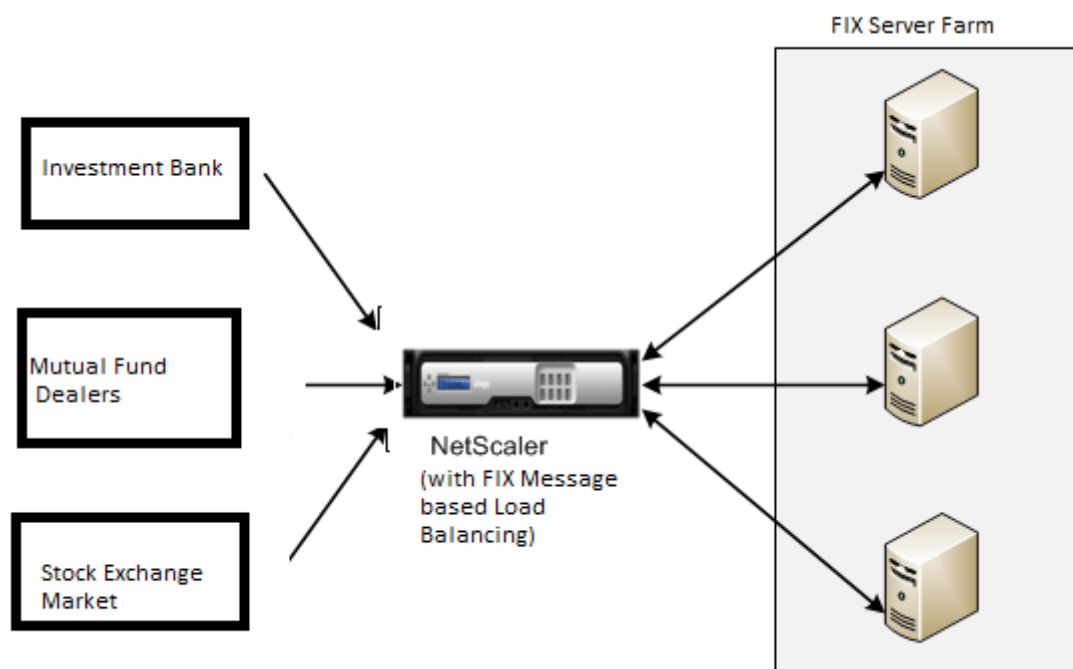 FIX Server Farm
Investment Bank
Mutual Fund
Dealers
Stock Exchange
Market
NetScaler
(with FIX Message
based Load
Balancing)